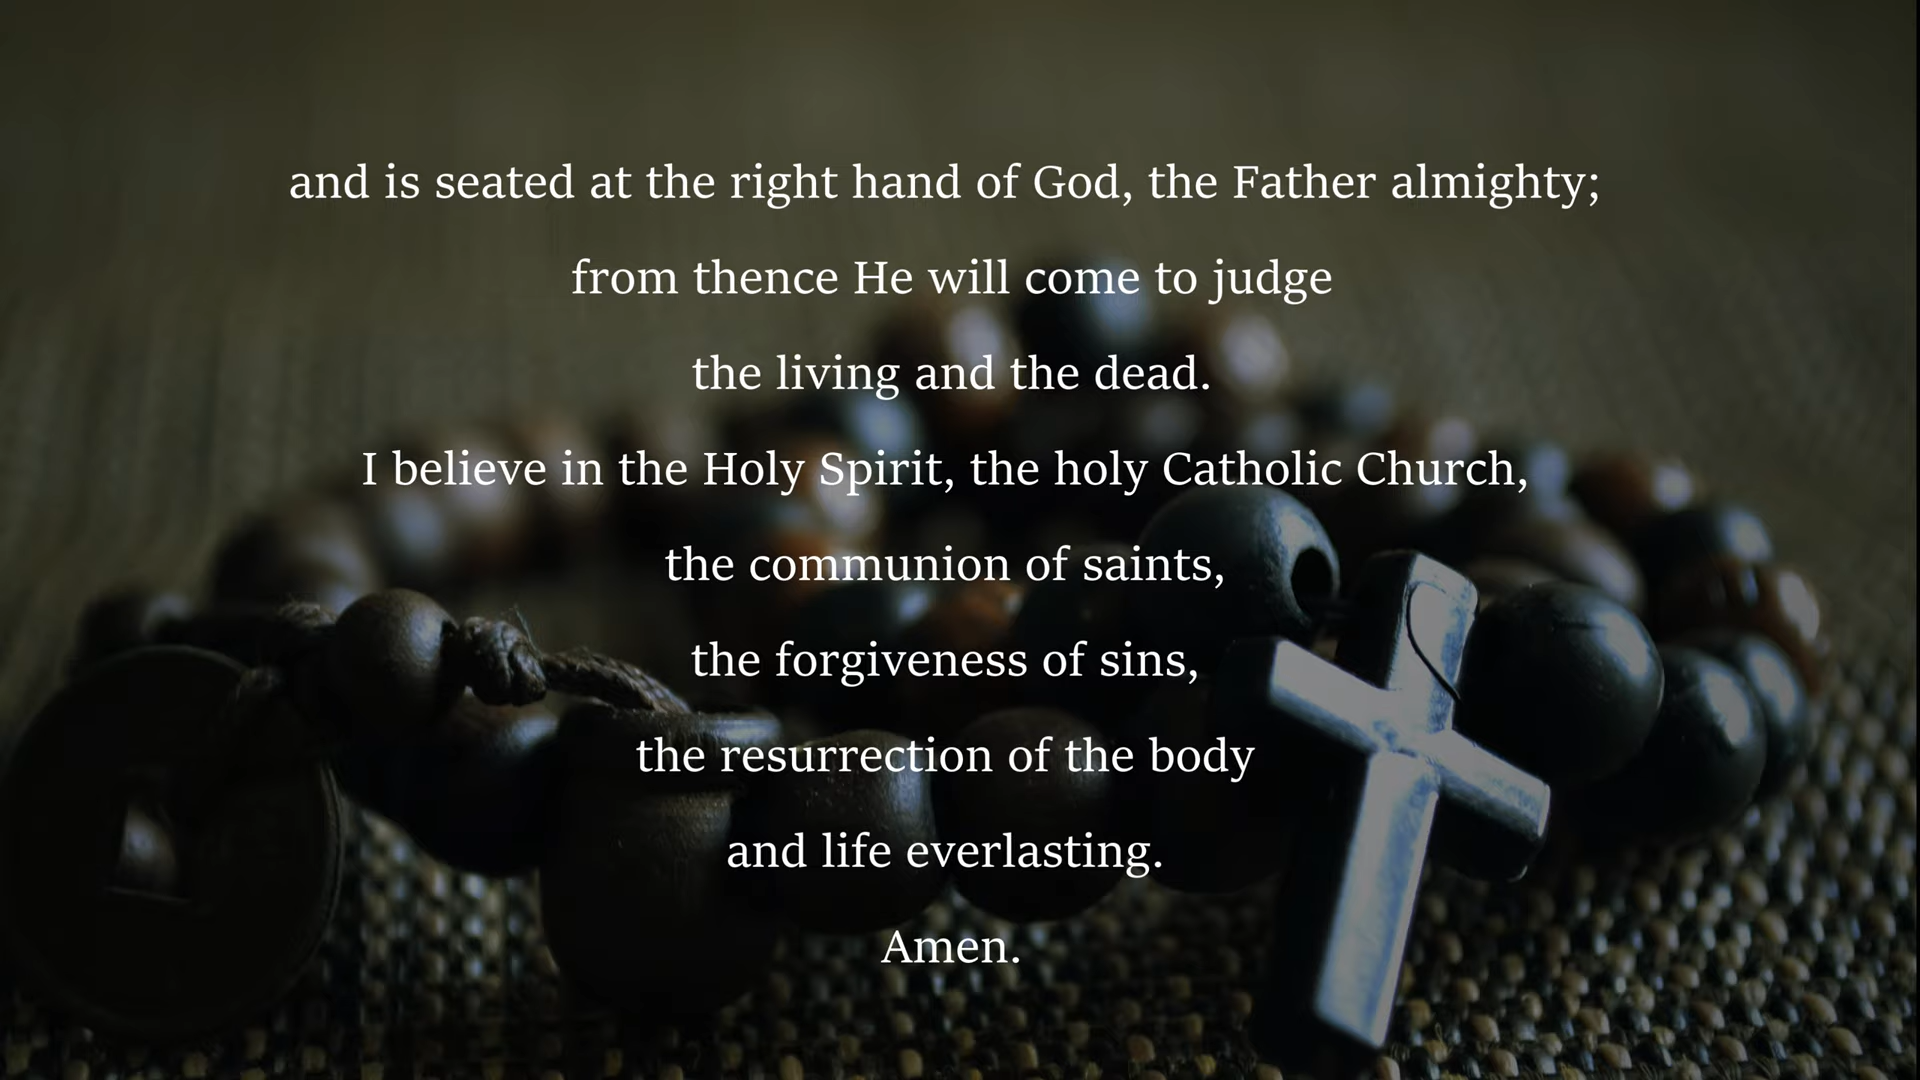 and is seated at the right hand of God, the Father almighty;
from thence He will come to judge
the living and the dead.
I believe in the Holy Spirit, the holy Catholic Church,
the communion of saints,
the forgiveness of sins,
the resurrection of the body
and life everlasting.
Amen.